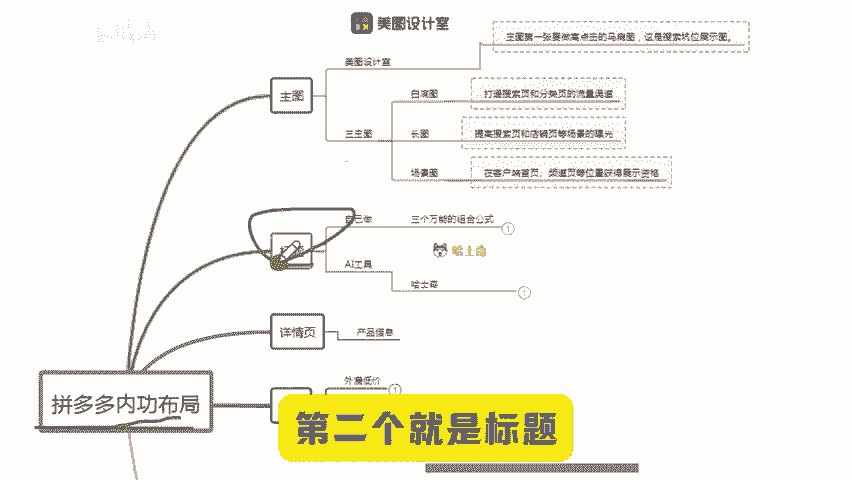 美图设计室
主图第一张要做高点击的马扁图，这是搜索坑位展示图。
美图设计室
主图
白底图
打通搜索页和分类页的流量渠道
三主图
长图
提高搜索页和店铺页等场景的曝光
场景图
在客户端首页、频道页等位置获得展示资格
自己做
三个万能的组合公式
1
AI工具
哈士奇
1
详情页
产品信息
拼多多内功布局
外漏低价
1
第二个就是标题